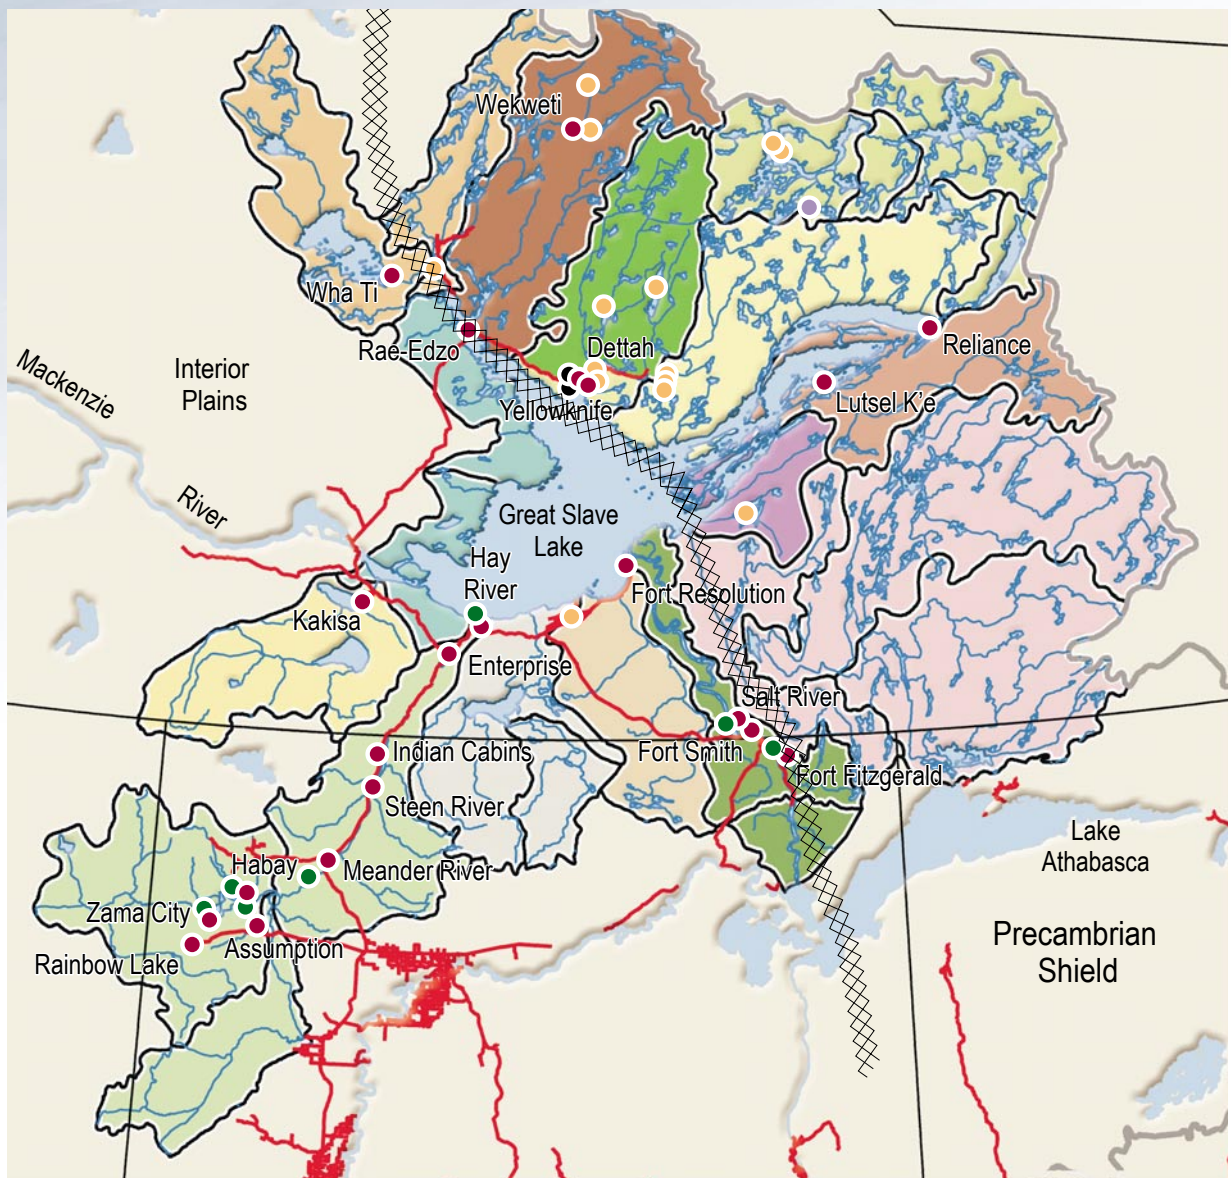 Wekweti
Wha Ti
Rae-Edzo
Dettah
Reliance
Interior
Plains
Mackenzie
Lutsel K'e
Yellowknife
River
Great Slave
Lake
Hay
River
Fort Resolution
Kakisa
Enterprise
Salt River
Indian Cabins
Fort Smith
Fort Fitzgerald
Steen River
Lake
Athabasca
Habay
Meander River
Zama City
Precambrian
Shield
Assumption
Rainbow Lake